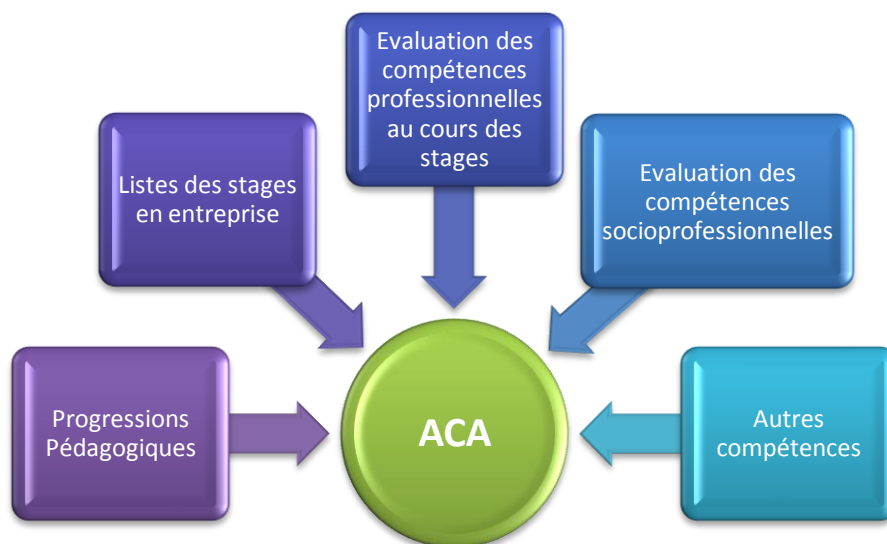 Evaluation des
compétences
professionnelles
au cours des
stages
Listes des stages
en entreprise
Evaluation des
compétences
socioprofessionnelles
Progressions
Pédagogiques
ACA
Autres
compétences